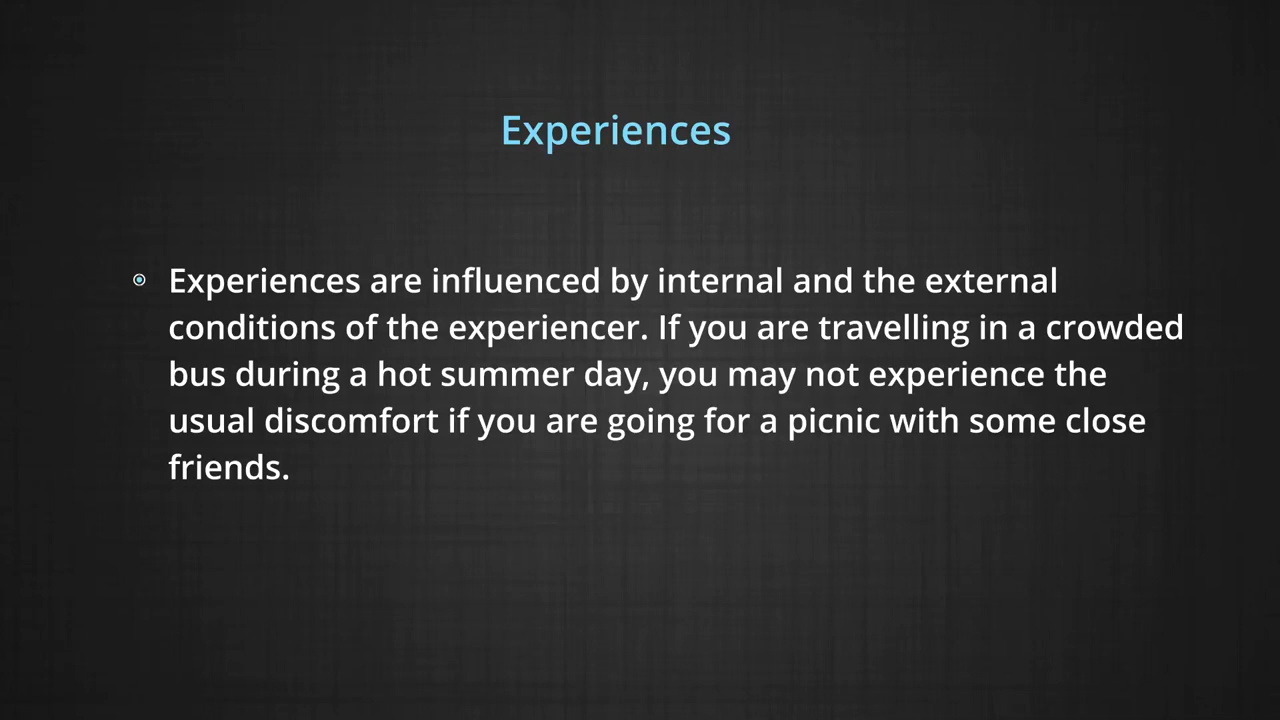 Experiences
Experiences are influenced by internal and the external
conditions of the experiencer. If you are travelling in a crowded
bus during a hot summer day, you may not experience the
usual discomfort if you are going for a picnic with some close
friends.